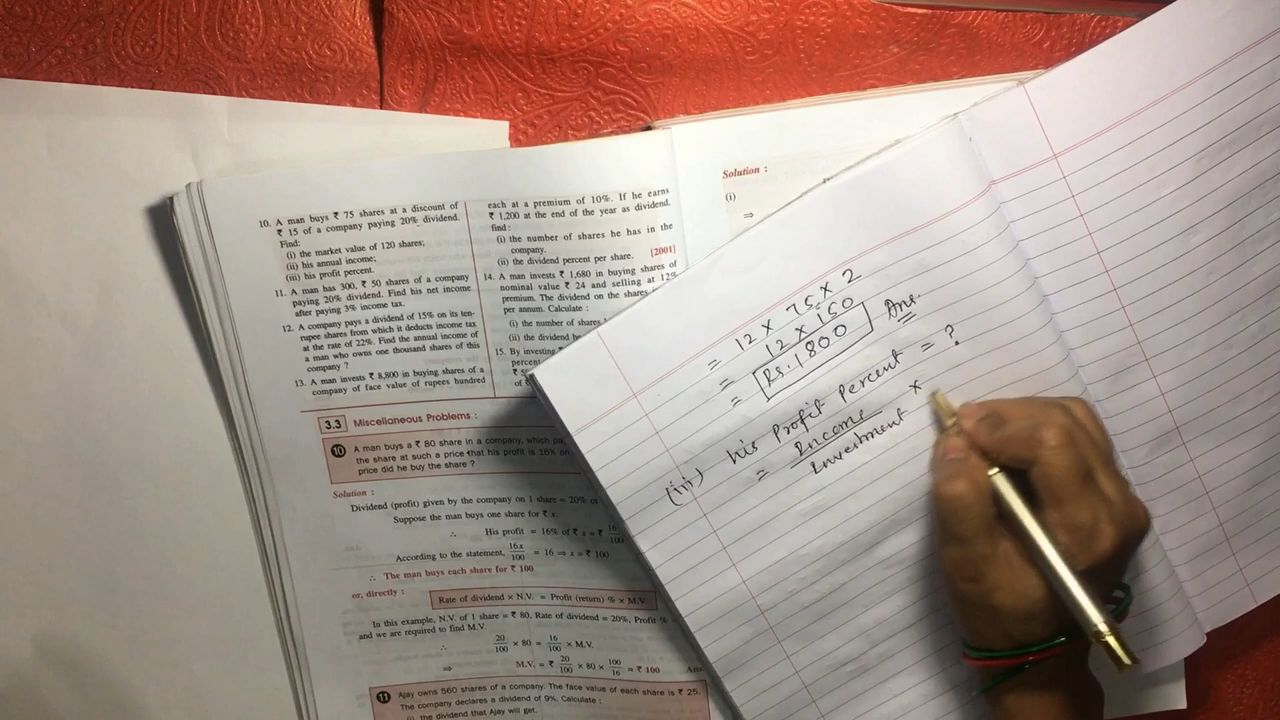 10. A man buys ₹ 75 shares at a discount of
₹ 15 of a company paying 20% dividend.
Find:
(i) the market value of 120 shares;
(ii) his annual income;
(iii) his profit percent.
11. A man has 300, ₹ 50 shares of a company
paying 20% dividend. Find his net income
after paying 3% income tax.
12. A company pays a dividend of 15% on its ten-
rupee shares from which it deducts income tax
at the rate of 22%. Find the annual income of
a man who owns one thousand shares of this
company ?
13. A man invests ₹ 8,800 in buying shares of a
company of face value of rupees hundred
each at a premium of 10%. If he earns
₹ 1,200 at the end of the year as dividend.
find :
(i) the number of shares he has in the
company.
(ii) the dividend percent per share. [2001]
14. A man invests ₹ 1,680 in buying shares of
nominal value ₹ 24 and selling at 12%
premium. The dividend on the shares
per annum. Calculate :
(i) the number of shares
(ii) the dividend
15. By investing
percent
of
3.3 Miscellaneous Problems :
10 A man buys a ₹ 80 share in a company, which
the share at such a price that his profit is 16% on
price did he buy the share ?
Solution :
Dividend (profit) given by the company on 1 share = 20% of
Suppose the man buys one share for ₹ x.
∴ His profit = 16% of ₹ x = ₹ 16/100
According to the statement, 16x/100 = 16 ⇒ x = ₹ 100
∴ The man buys each share for ₹ 100
or, directly : Rate of dividend × N.V. = Profit (return) % × M.V.
In this example, N.V. of 1 share = ₹ 80, Rate of dividend = 20%, Profit %
and we are required to find M.V.
∴ 20/100 × 80 = 16/100 × M.V.
⇒ M.V. = ₹ 20/100 × 80 × 100/16 = ₹ 100
11 Ajay owns 560 shares of a company. The face value of each share is ₹ 25.
The company declares a dividend of 9%. Calculate :
(i) the dividend that Ajay will get.
Solution :
(i)
⇒
= 12 × 75 × 2
= 12 × 150
= Rs. 1800 Ans.
(iii) his Profit Percent = ?
= Income/Investment ×